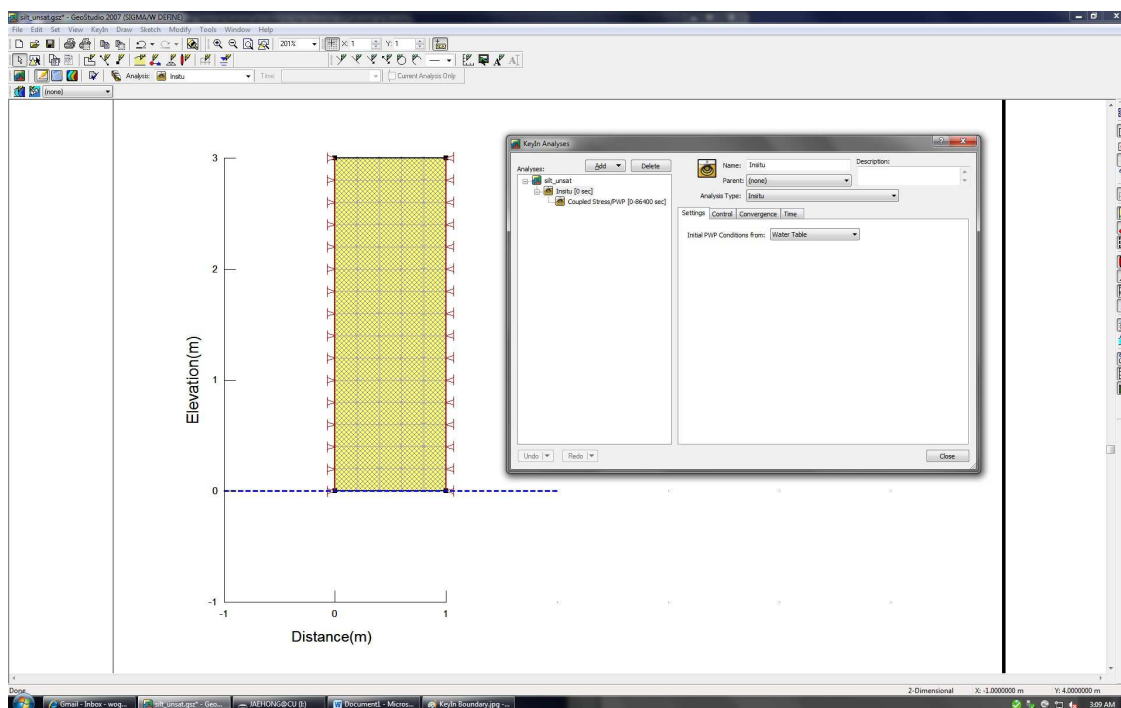 silt_unsat.gsz* - GeoStudio 2007 (SIGMA/W DEFINE)
File Edit Set View KeyIn Draw Sketch Modify Tools Window Help
201% X: 1 Y: 1
Analysis: Insitu Time: Current Analysis Only
(none)
KeyIn Analyses
Analyses: Add Delete
silt_unsat
Insitu [0 sec]
Coupled Stress/PWP [0-86400 sec]
Name: Insitu Description:
Parent: (none)
Analysis Type: Insitu
Settings Control Convergence Time
Initial PWP Conditions from: Water Table
Undo Redo Close
3
2
1
0
-1
Elevation(m)
-1 0 1
Distance(m)
Done 2-Dimensional X: -1.0000000 m Y: 4.0000000 m
Gmail - Inbox - wog... silt_unsat.gsz* - Geo... JAEHONG@CU (I:) Document1 - Micros... KeyIn Boundary.jpg -... 3:09 AM